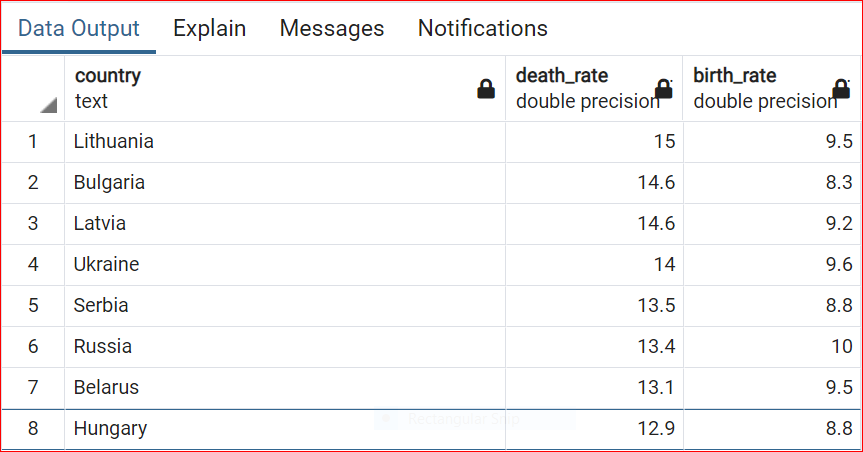 Data Output Explain Messages Notifications
country death_rate birth_rate
text double precision double precision
1 Lithuania 15 9.5
2 Bulgaria 14.6 8.3
3 Latvia 14.6 9.2
4 Ukraine 14 9.6
5 Serbia 13.5 8.8
6 Russia 13.4 10
7 Belarus 13.1 9.5
Rectangular Snip
8 Hungary 12.9 8.8